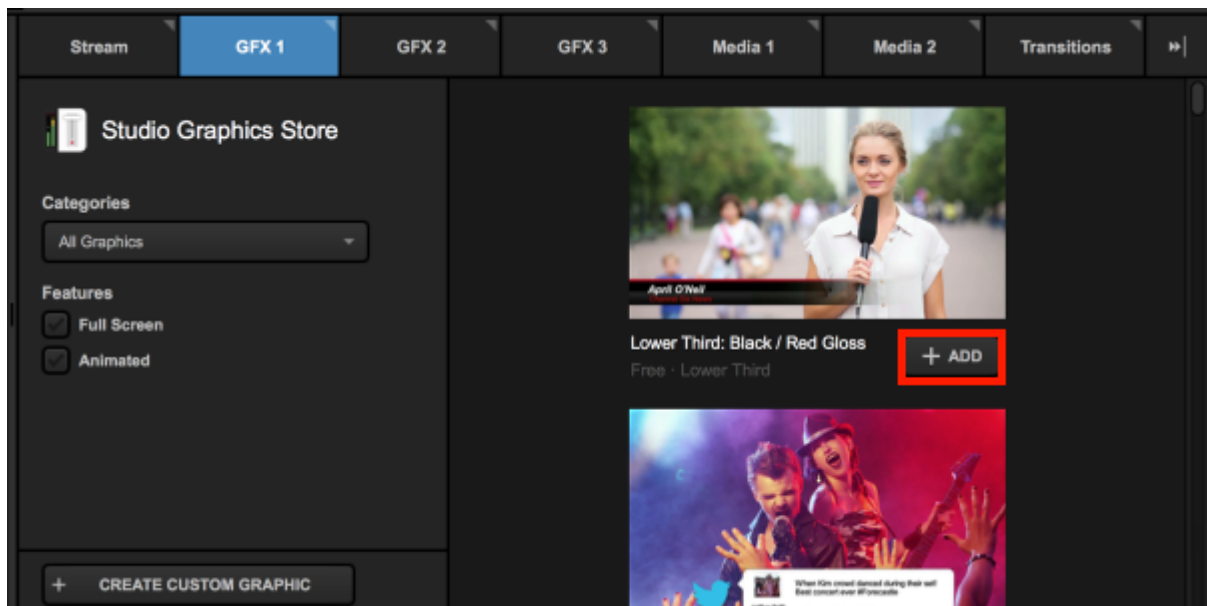 Stream
GFX 1
GFX 2
GFX 3
Media 1
Media 2
Transitions
Studio Graphics Store
Categories
All Graphics
Features
Full Screen
Animated
+ CREATE CUSTOM GRAPHIC
April O'Neil
Lower Third: Black / Red Gloss
Free · Lower Third
+ ADD
When Kim crowd danced during their set!
Best concert ever #Forecastle